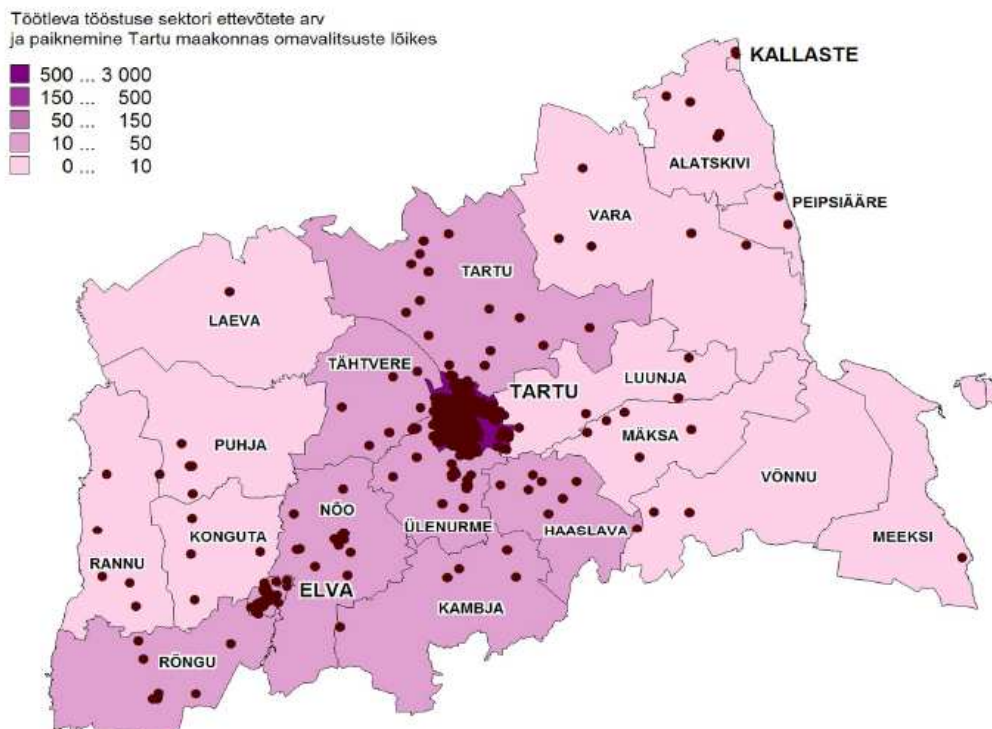 Töötleva tööstuse sektori ettevõtete arv
ja paiknemine Tartu maakonnas omavalitsuste lõikes
500 ... 3 000
150 ... 500
50 ... 150
10 ... 50
0 ... 10
KALLASTE
ALATSKIVI
PEIPSIÄÄRE
VARA
TARTU
LAEVA
TÄHTVERE
TARTU
LUUNJA
PUHJA
MÄKSA
VÕNNU
NÕO
KONGUTA
ÜLENURME
HAASLAVA
MEEKSI
RANNU
ELVA
KAMBJA
RÕNGU